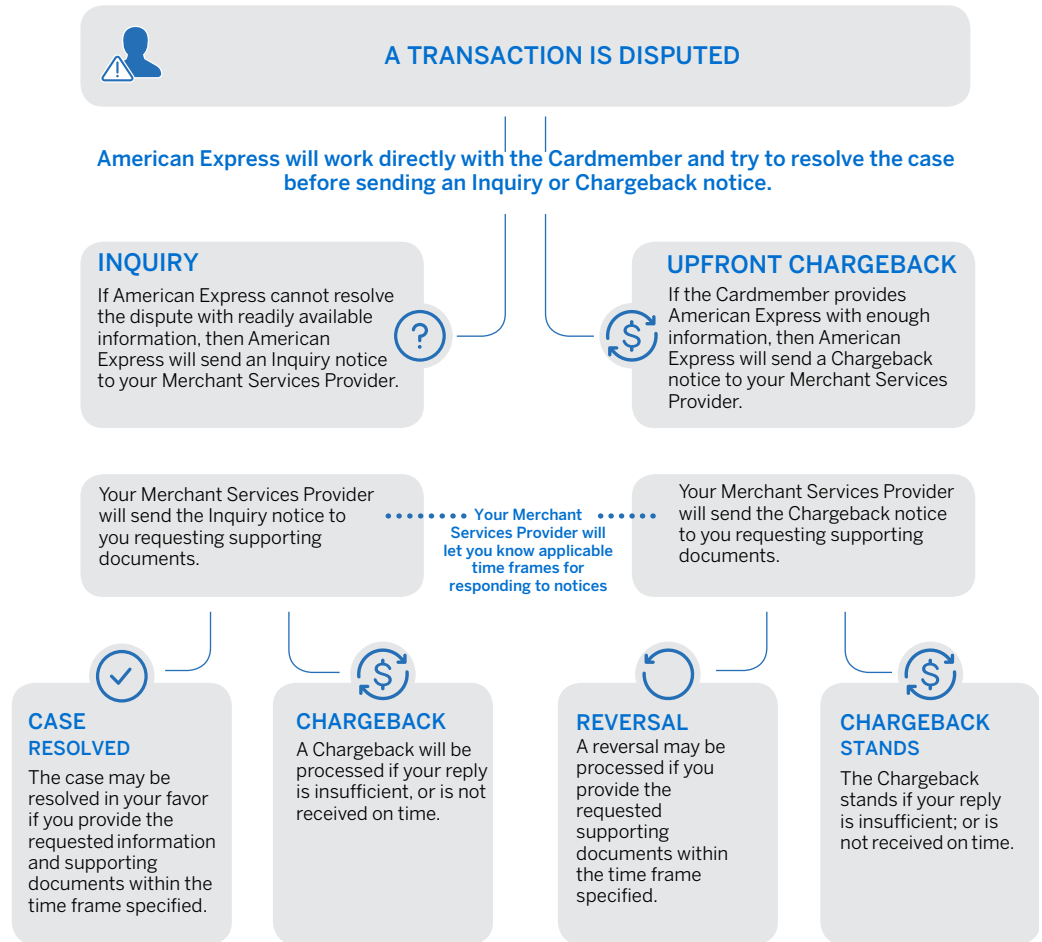 A TRANSACTION IS DISPUTED
American Express will work directly with the Cardmember and try to resolve the case
before sending an Inquiry or Chargeback notice.
INQUIRY
If American Express cannot resolve
the dispute with readily available
information, then American
Express will send an Inquiry notice
to your Merchant Services Provider.
?
UPFRONT CHARGEBACK
If the Cardmember provides
American Express with enough
information, then American
Express will send a Chargeback
notice to your Merchant Services
Provider.
$
Your Merchant Services Provider
will send the Inquiry notice to
you requesting supporting
documents.
Your Merchant
Services Provider will
let you know applicable
time frames for
responding to notices
Your Merchant Services Provider
will send the Chargeback notice
to you requesting supporting
documents.
CASE
RESOLVED
The case may be
resolved in your favor
if you provide the
requested information
and supporting
documents within the
time frame specified.
$
CHARGEBACK
A Chargeback will be
processed if your reply
is insufficient, or is not
received on time.
REVERSAL
A reversal may be
processed if you
provide the
requested
supporting
documents within
the time frame
specified.
$
CHARGEBACK
STANDS
The Chargeback
stands if your reply
is insufficient; or is
not received on time.